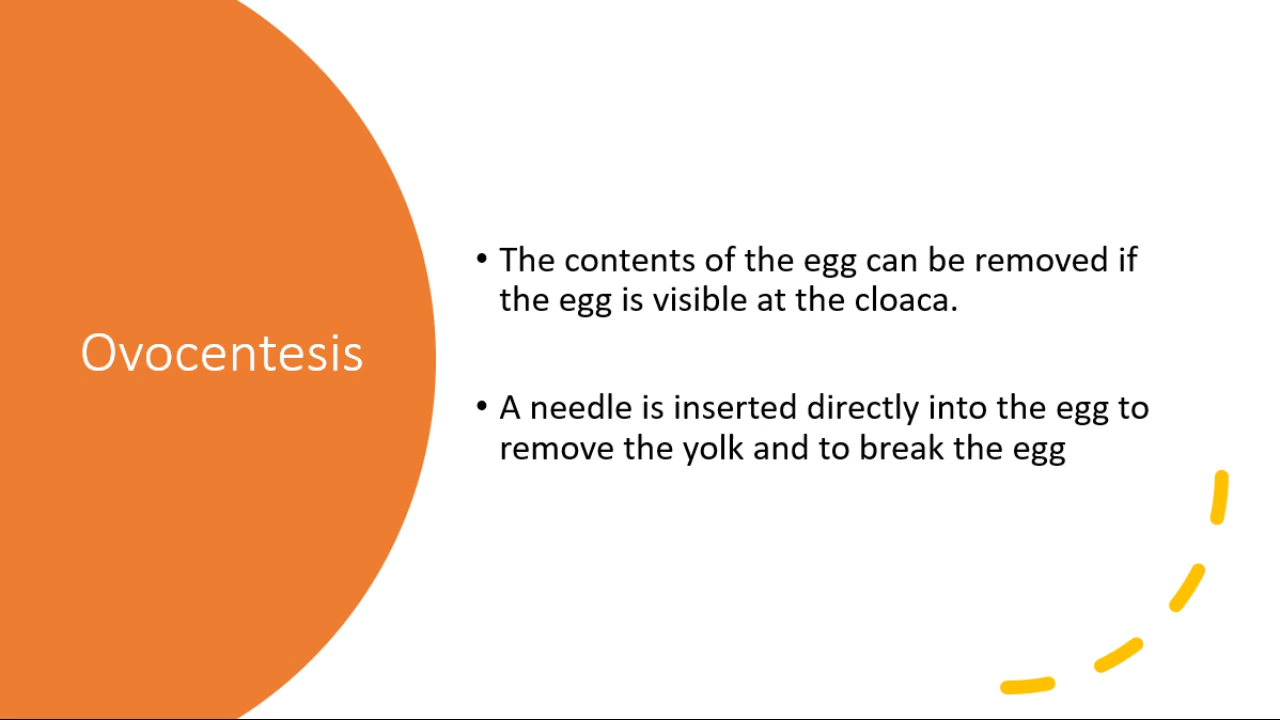 Ovocentesis
• The contents of the egg can be removed if
the egg is visible at the cloaca.
• A needle is inserted directly into the egg to
remove the yolk and to break the egg